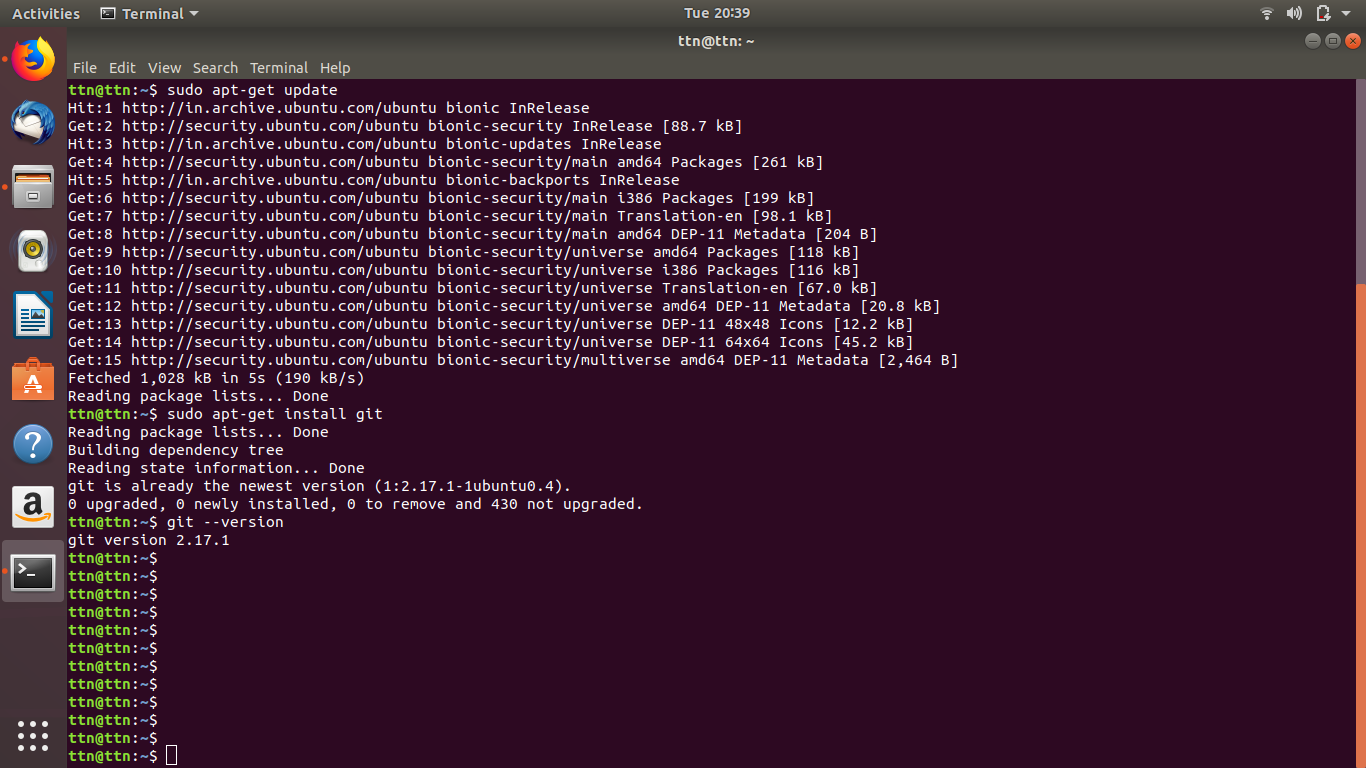 Activities Terminal Tue 20:39
ttn@ttn: ~
File Edit View Search Terminal Help
ttn@ttn:~$ sudo apt-get update
Hit:1 http://in.archive.ubuntu.com/ubuntu bionic InRelease
Get:2 http://security.ubuntu.com/ubuntu bionic-security InRelease [88.7 kB]
Hit:3 http://in.archive.ubuntu.com/ubuntu bionic-updates InRelease
Get:4 http://security.ubuntu.com/ubuntu bionic-security/main amd64 Packages [261 kB]
Hit:5 http://in.archive.ubuntu.com/ubuntu bionic-backports InRelease
Get:6 http://security.ubuntu.com/ubuntu bionic-security/main i386 Packages [199 kB]
Get:7 http://security.ubuntu.com/ubuntu bionic-security/main Translation-en [98.1 kB]
Get:8 http://security.ubuntu.com/ubuntu bionic-security/main amd64 DEP-11 Metadata [204 B]
Get:9 http://security.ubuntu.com/ubuntu bionic-security/universe amd64 Packages [118 kB]
Get:10 http://security.ubuntu.com/ubuntu bionic-security/universe i386 Packages [116 kB]
Get:11 http://security.ubuntu.com/ubuntu bionic-security/universe Translation-en [67.0 kB]
Get:12 http://security.ubuntu.com/ubuntu bionic-security/universe amd64 DEP-11 Metadata [20.8 kB]
Get:13 http://security.ubuntu.com/ubuntu bionic-security/universe DEP-11 48x48 Icons [12.2 kB]
Get:14 http://security.ubuntu.com/ubuntu bionic-security/universe DEP-11 64x64 Icons [45.2 kB]
Get:15 http://security.ubuntu.com/ubuntu bionic-security/multiverse amd64 DEP-11 Metadata [2,464 B]
Fetched 1,028 kB in 5s (190 kB/s)
Reading package lists... Done
ttn@ttn:~$ sudo apt-get install git
Reading package lists... Done
Building dependency tree
Reading state information... Done
git is already the newest version (1:2.17.1-1ubuntu0.4).
0 upgraded, 0 newly installed, 0 to remove and 430 not upgraded.
ttn@ttn:~$ git --version
git version 2.17.1
ttn@ttn:~$
ttn@ttn:~$
ttn@ttn:~$
ttn@ttn:~$
ttn@ttn:~$
ttn@ttn:~$
ttn@ttn:~$
ttn@ttn:~$
ttn@ttn:~$
ttn@ttn:~$
ttn@ttn:~$
ttn@ttn:~$